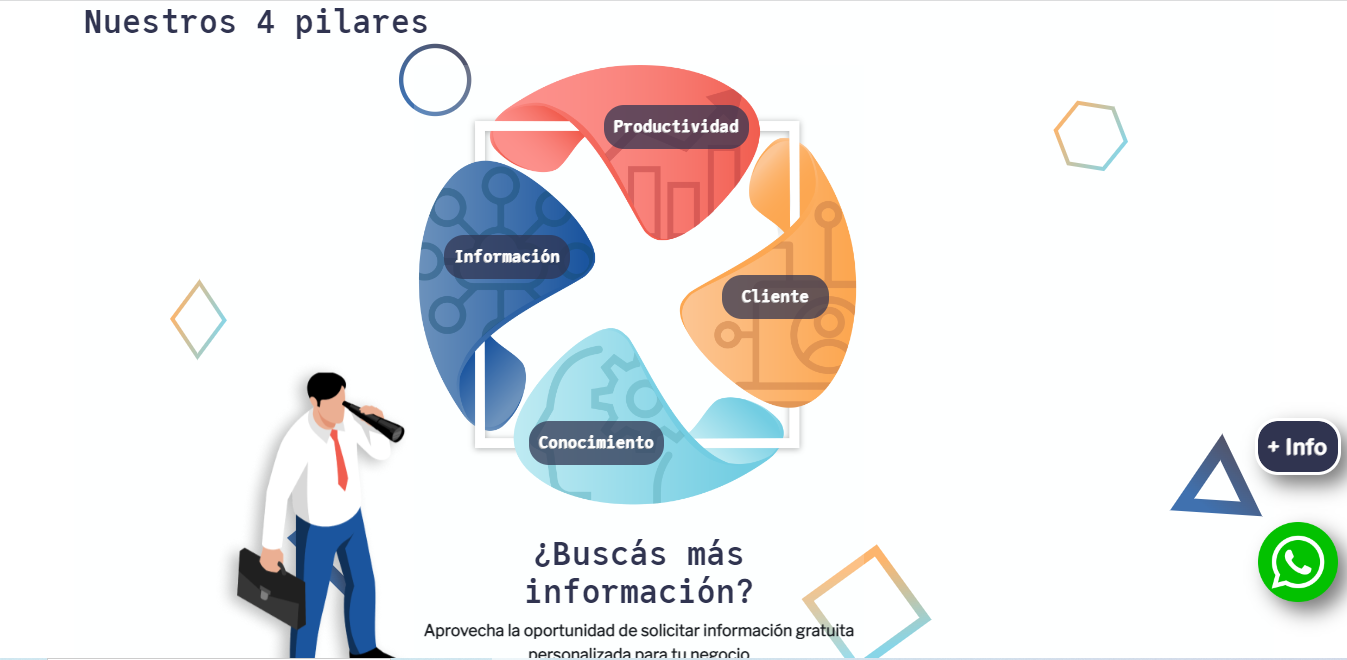 Nuestros 4 pilares
Productividad
Información
Cliente
Conocimiento
+ Info
¿Buscás más
información?
Aprovecha la oportunidad de solicitar información gratuita
personalizada para tu negocio